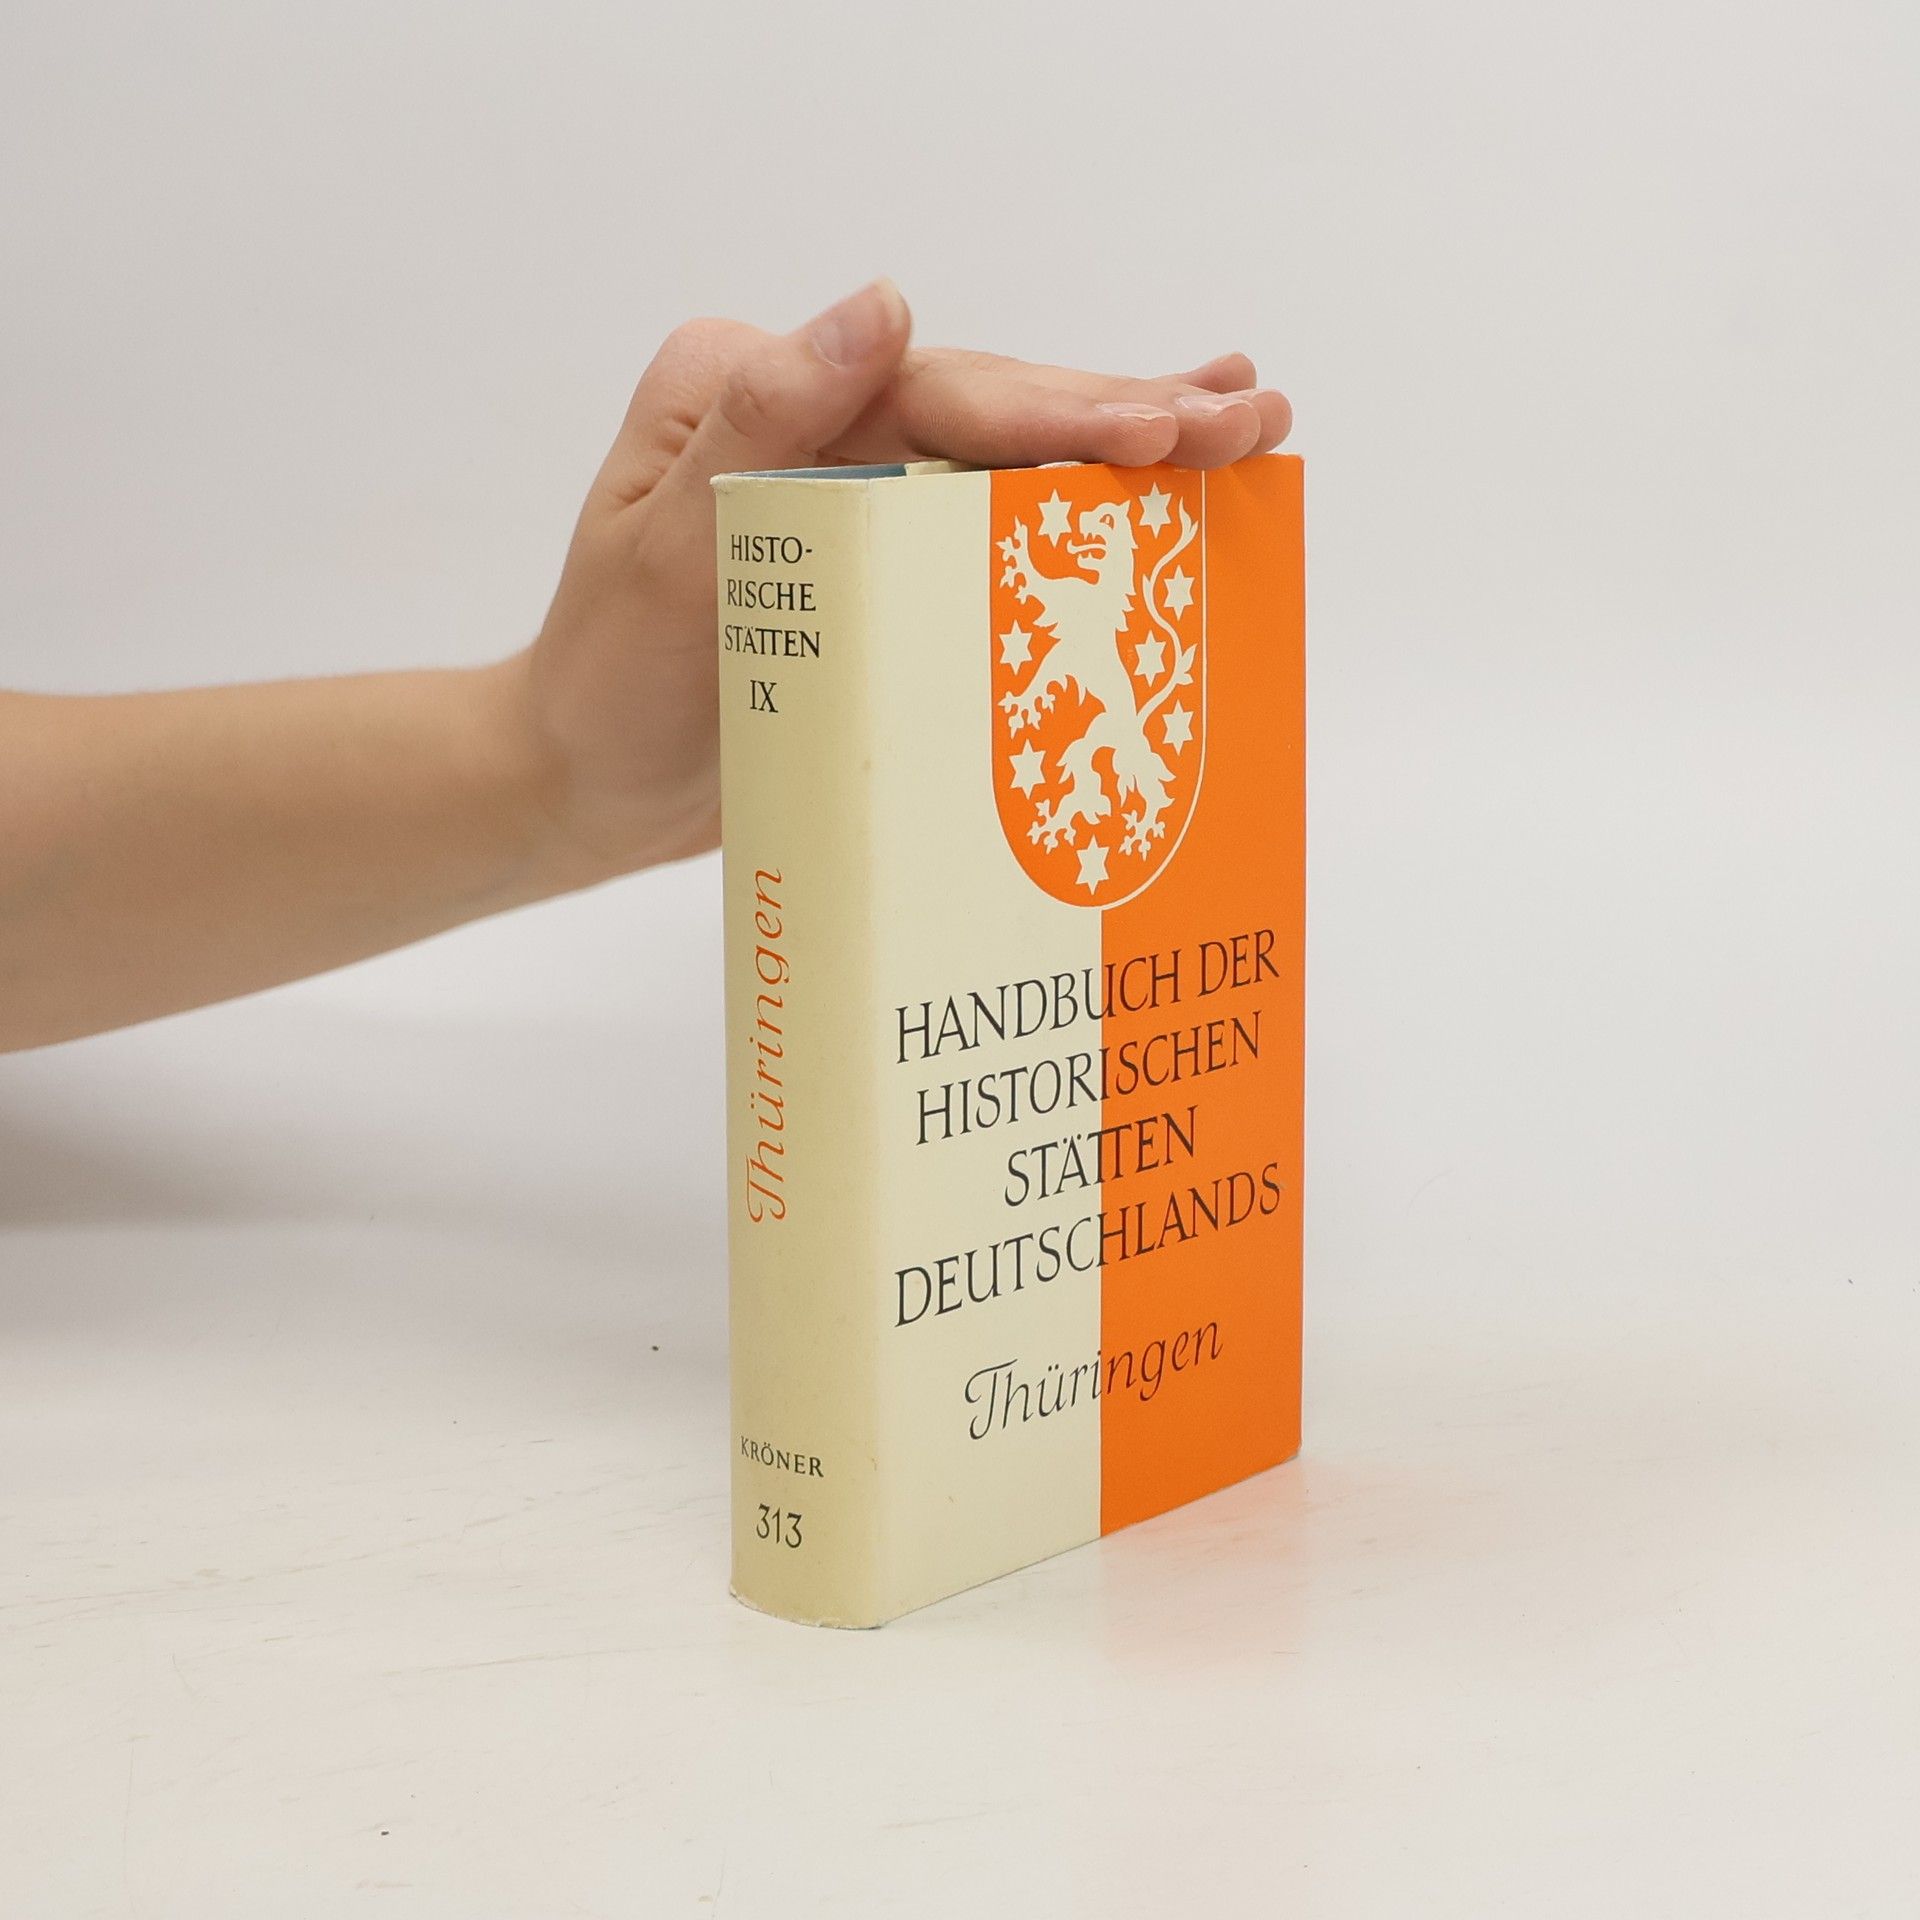 HISTO-
RISCHE
STÄTTEN
IX
Thüringen
KRÖNER
313
HANDBUCH DER
HISTORISCHEN
STÄTTEN
DEUTSCHLANDS
Thüringen